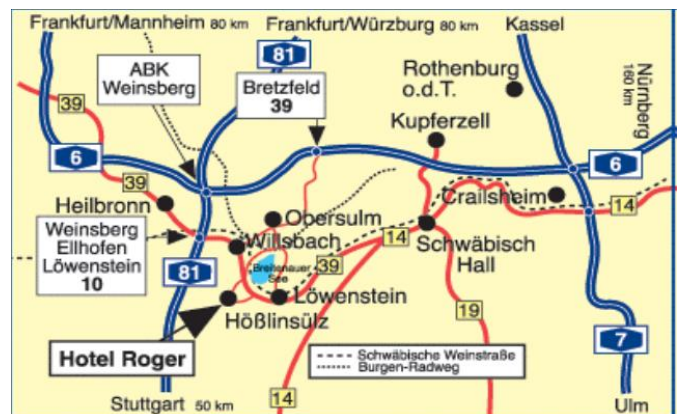 Frankfurt/Mannheim 80 km
Frankfurt/Würzburg 80 km
Kassel
81
ABK
Weinsberg
Bretzfeld
39
Rothenburg
o.d.T.
Nürnberg
160 km
39
Kupferzell
6
6
39
Heilbronn
Weinsberg
Ellhofen
Löwenstein
10
Obersulm
Willsbach
Crailsheim
14
Schwäbisch
Hall
14
Breitenauer
See
39
81
Löwenstein
Hößlinsülz
19
7
Hotel Roger
Schwäbische Weinstraße
Burgen-Radweg
14
Stuttgart 50 km
Ulm